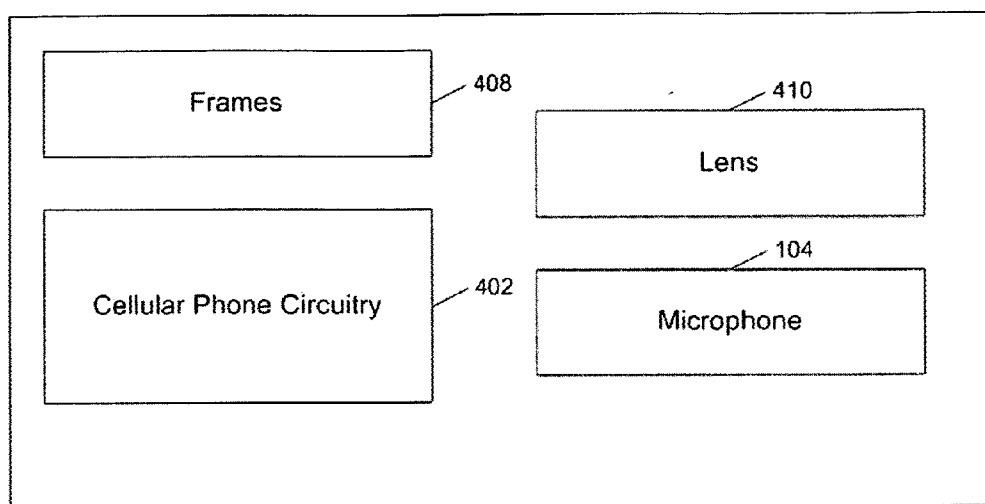 Frames
408
410
Lens
Cellular Phone Circuitry
402
104
Microphone